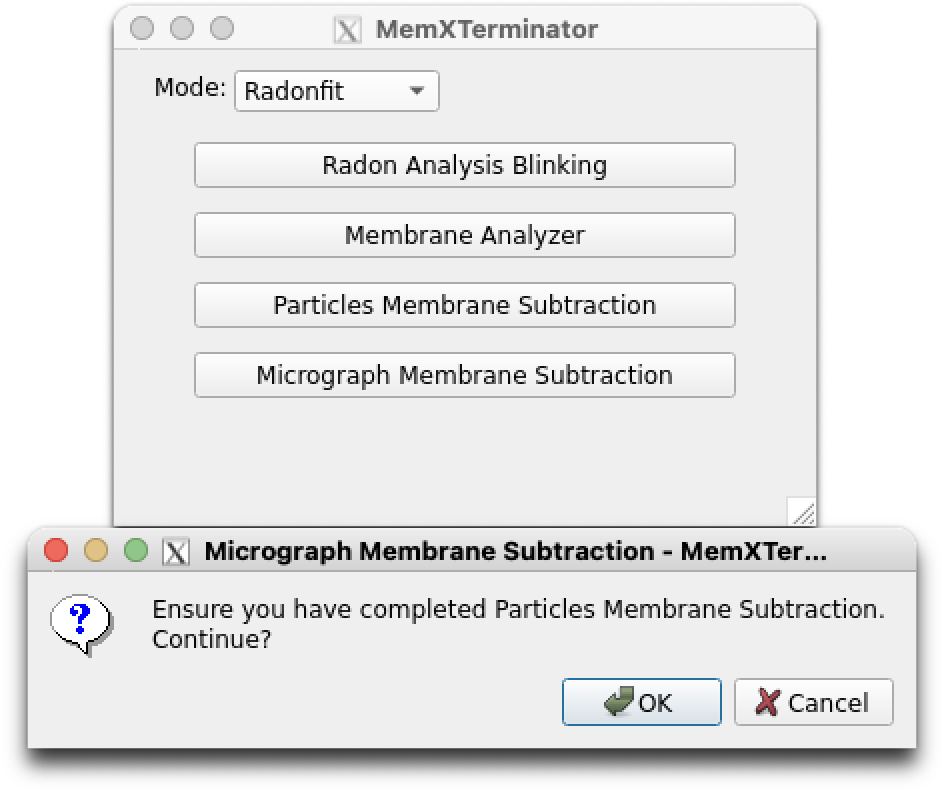 MemXTerminator
Mode: Radonfit
Radon Analysis Blinking
Membrane Analyzer
Particles Membrane Subtraction
Micrograph Membrane Subtraction
Micrograph Membrane Subtraction - MemXTer...
Ensure you have completed Particles Membrane Subtraction.
Continue?
OK Cancel